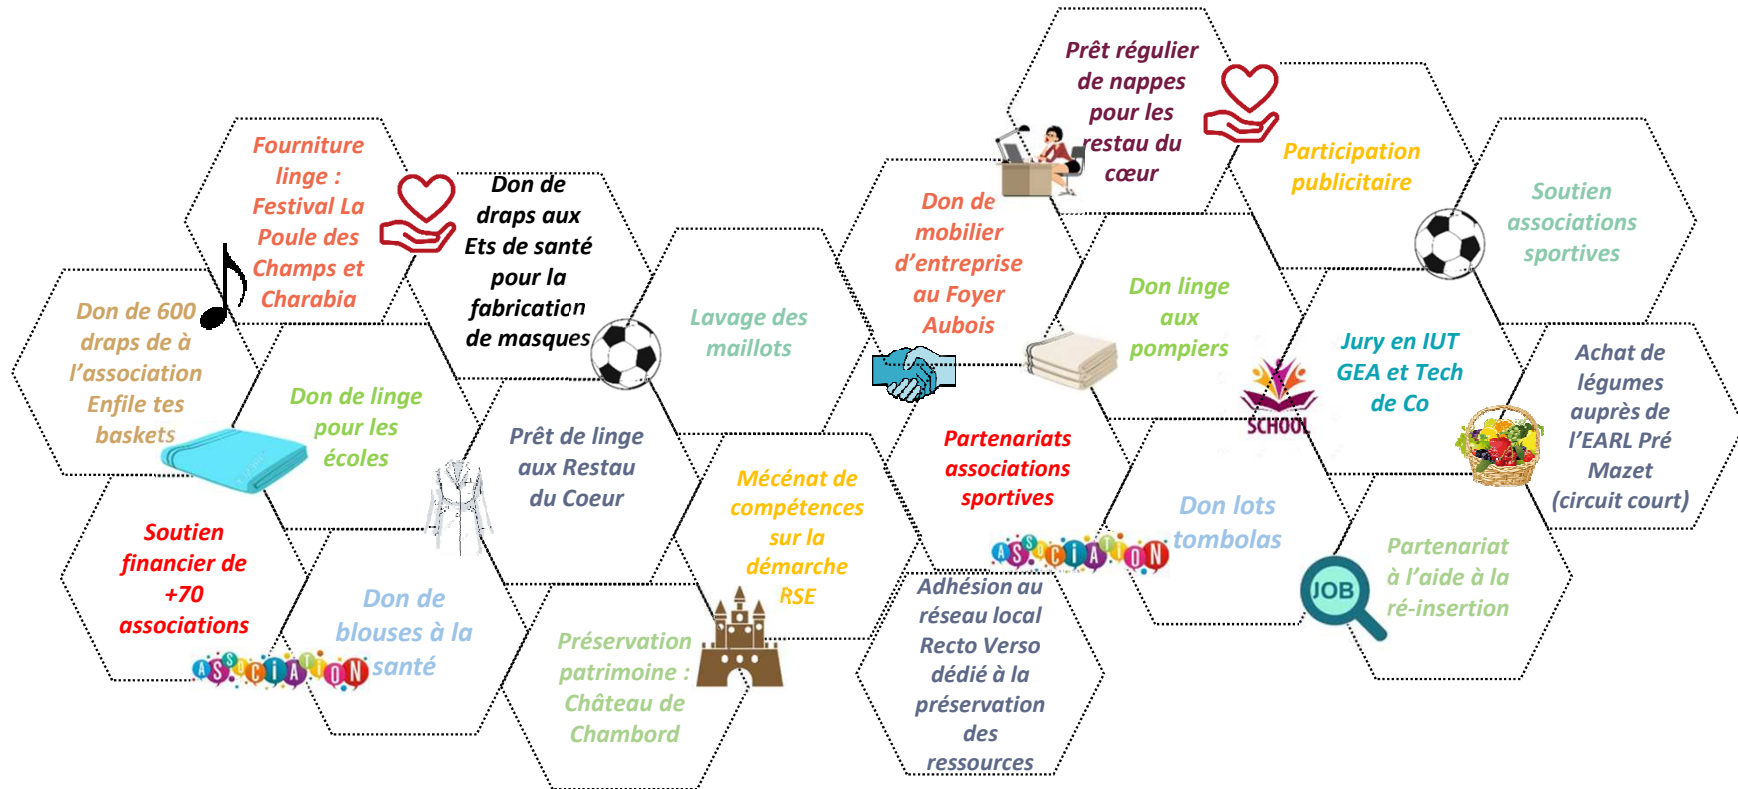 Prêt régulier
de nappes
pour les
restau du
cœur
Participation
publicitaire
Soutien
associations
sportives
Fourniture
linge :
Festival La
Poule des
Champs et
Charabia
Don de
draps aux
Ets de santé
pour la
fabrication
de masques
Don de
mobilier
d'entreprise
au Foyer
Aubois
Don linge
aux
pompiers
Don de 600
draps de à
l'association
Enfile tes
baskets
Don de linge
pour les
écoles
Lavage des
maillots
Jury en IUT
GEA et Tech
de Co
SCHOOL
Achat de
légumes
auprès de
l'EARL Pré
Mazet
(circuit court)
Prêt de linge
aux Restau
du Coeur
Mécénat de
compétences
sur la
démarche
RSE
Partenariats
associations
sportives
ASSOCIATION
Don lots
tombolas
Partenariat
à l'aide à la
ré-insertion
JOB
Soutien
financier de
+70
associations
ASSOCIATION
Don de
blouses à la
santé
Préservation
patrimoine :
Château de
Chambord
Adhésion au
réseau local
Recto Verso
dédié à la
préservation
des
ressources